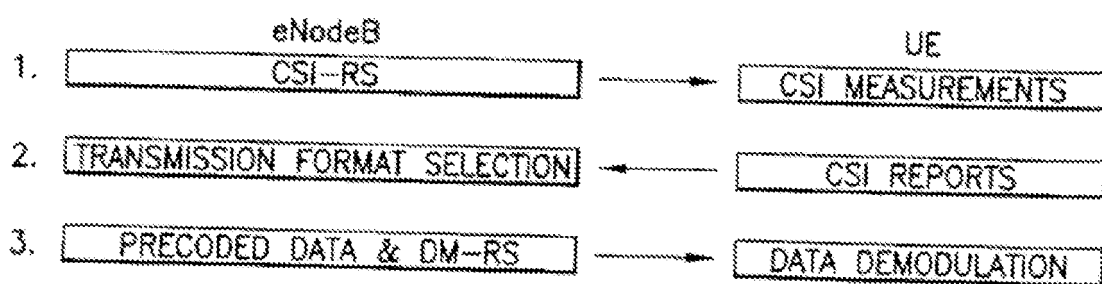 eNodeB
UE
1. CSI-RS
CSI MEASUREMENTS
2. TRANSMISSION FORMAT SELECTION
CSI REPORTS
3. PRECODED DATA & DM-RS
DATA DEMODULATION